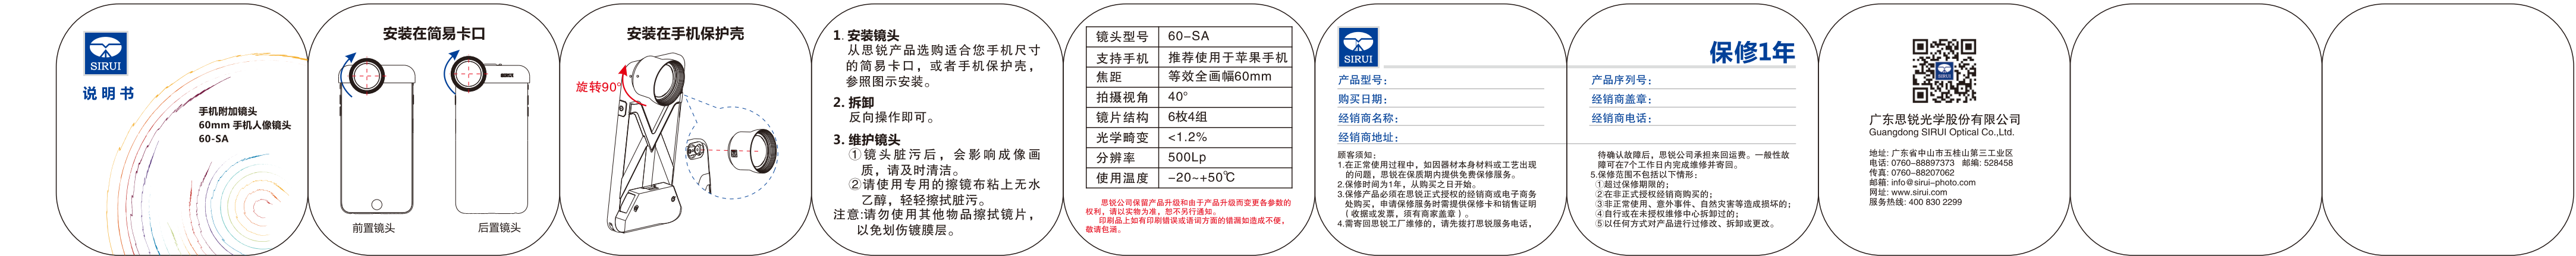 SIRUI
说明书
手机附加镜头
60mm 手机人像镜头
60-SA
安装在简易卡口
SIRUI
前置镜头
后置镜头
安装在手机保护壳
旋转90°
1. 安装镜头
从思锐产品选购适合您手机尺寸
的简易卡口，或者手机保护壳，
参照图示安装。
2. 拆卸
反向操作即可。
3. 维护镜头
①镜头脏污后，会影响成像画
质，请及时清洁。
②请使用专用的擦镜布粘上无水
乙醇，轻轻擦拭脏污。
注意:请勿使用其他物品擦拭镜片，
以免划伤镀膜层。
镜头型号 60-SA
支持手机 推荐使用于苹果手机
焦距 等效全画幅60mm
拍摄视角 40°
镜片结构 6枚4组
光学畸变 <1.2%
分辨率 500Lp
使用温度 -20~+50℃
思锐公司保留产品升级和由于产品升级而变更各参数的
权利，请以实物为准，恕不另行通知。
印刷品上如有印刷错误或语词方面的错漏如造成不便，
敬请包涵。
SIRUI
产品型号：
购买日期：
经销商名称：
经销商地址：
顾客须知：
1.在正常使用过程中，如因器材本身材料或工艺出现
的问题，思锐在保质期内提供免费保修服务。
2.保修时间为1年，从购买之日开始。
3.保修产品必须在思锐正式授权的经销商或电子商务
处购买，申请保修服务时需提供保修卡和销售证明
（收据或发票，须有商家盖章）。
4.需寄回思锐工厂维修的，请先拨打思锐服务电话，
保修1年
产品序列号：
经销商盖章：
经销商电话：
待确认故障后，思锐公司承担来回运费。一般性故
障可在7个工作日内完成维修并寄回。
5.保修范围不包括以下情形：
①超过保修期限的；
②在非正式授权经销商购买的；
③非正常使用、意外事件、自然灾害等造成损坏的；
④自行或在未授权维修中心拆卸过的；
⑤以任何方式对产品进行过修改、拆卸或更改。
广东思锐光学股份有限公司
Guangdong SIRUI Optical Co.,Ltd.
地址: 广东省中山市五桂山第三工业区
电话: 0760-88897373 邮编: 528458
传真: 0760-88207062
邮箱: info@sirui-photo.com
网址: www.sirui.com
服务热线: 400 830 2299